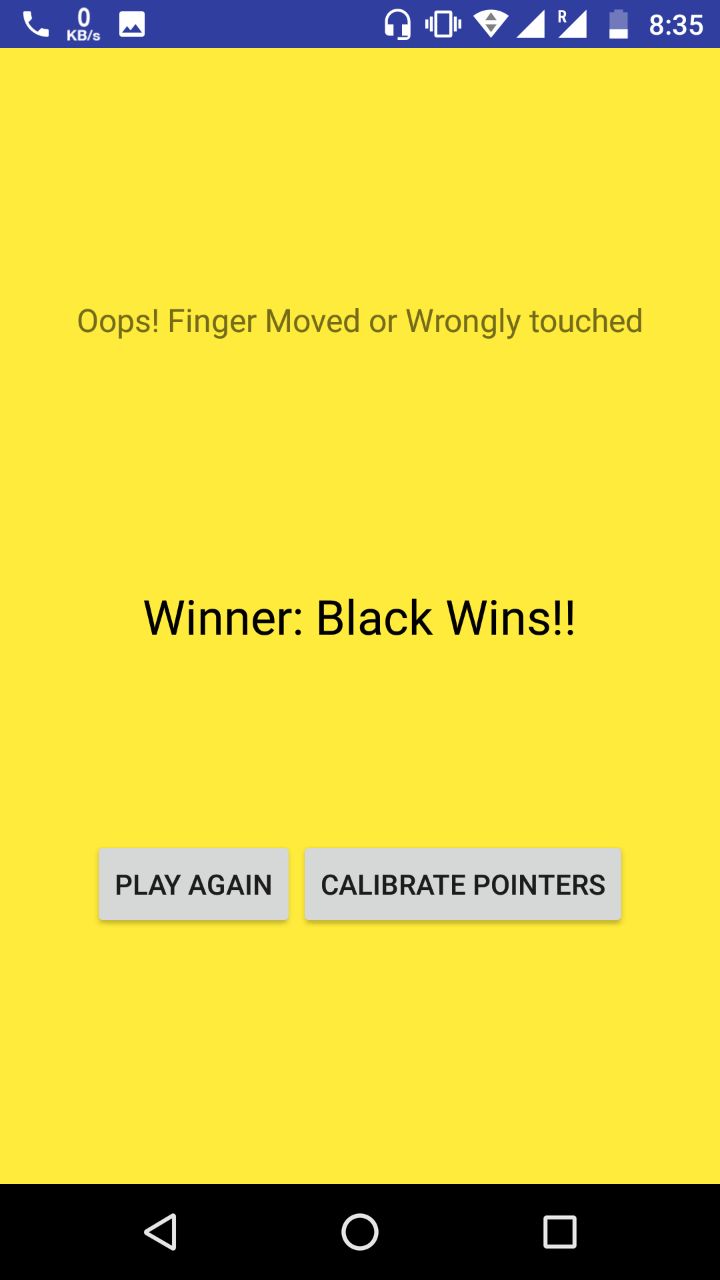 0
KB/s
R
8:35
Oops! Finger Moved or Wrongly touched
Winner: Black Wins!!
PLAY AGAIN
CALIBRATE POINTERS